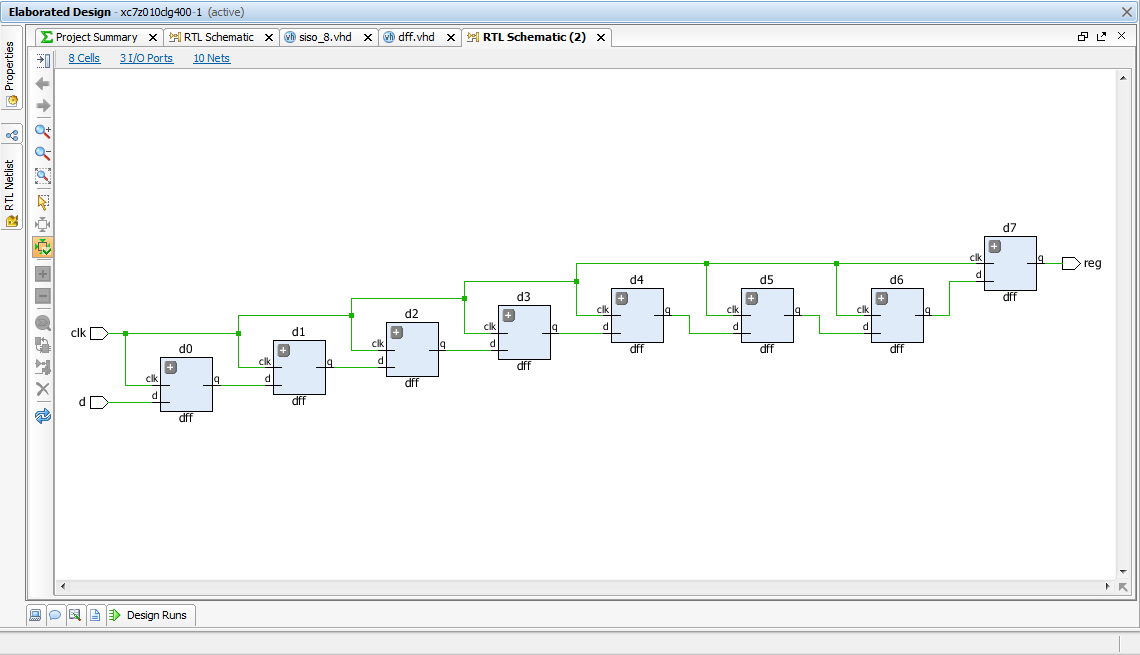 Elaborated Design - xc7z010clg400-1 (active)
Project Summary
RTL Schematic
siso_8.vhd
dff.vhd
RTL Schematic (2)
8 Cells
3 I/O Ports
10 Nets
Properties
RTL Netlist
clk
d
d0
clk
d
q
dff
d1
clk
d
q
dff
d2
clk
d
q
dff
d3
clk
d
q
dff
d4
clk
d
q
dff
d5
clk
d
q
dff
d6
clk
d
q
dff
d7
clk
d
q
dff
reg
Design Runs